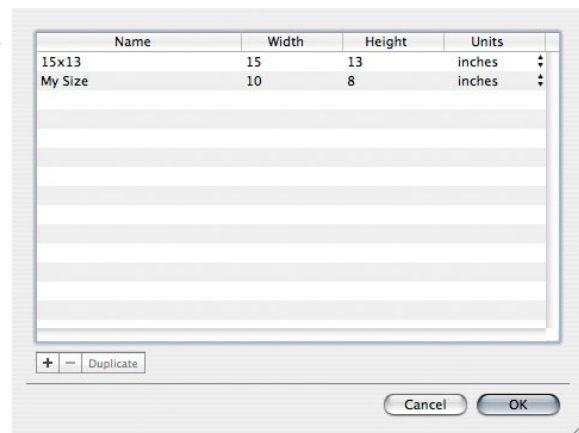 Name Width Height Units
15x13 15 13 inches
My Size 10 8 inches
+ − Duplicate
Cancel OK